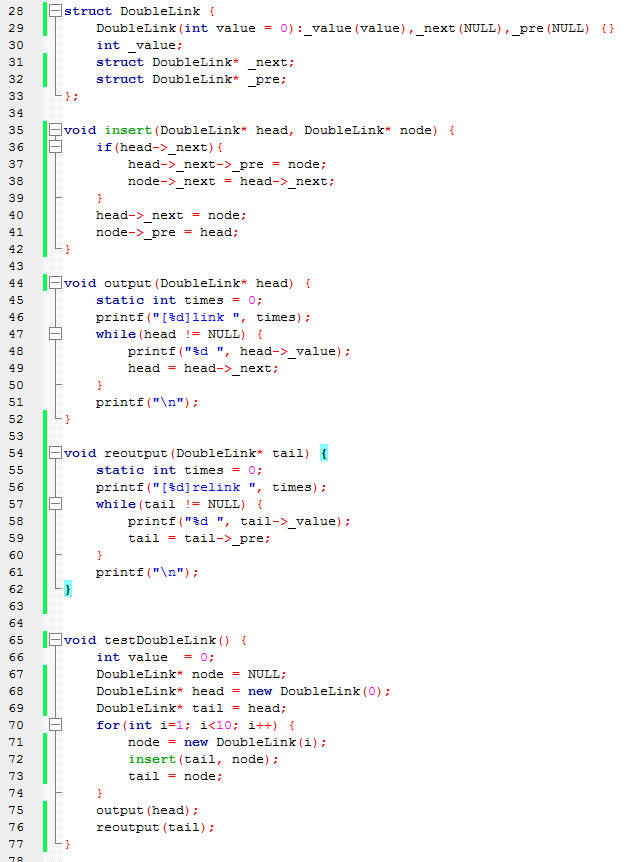 28 struct DoubleLink {
29     DoubleLink(int value = 0):_value(value),_next(NULL),_pre(NULL) {}
30     int _value;
31     struct DoubleLink* _next;
32     struct DoubleLink* _pre;
33 };
34
35 void insert(DoubleLink* head, DoubleLink* node) {
36     if(head->_next){
37         head->_next->_pre = node;
38         node->_next = head->_next;
39     }
40     head->_next = node;
41     node->_pre = head;
42 }
43
44 void output(DoubleLink* head) {
45     static int times = 0;
46     printf("[%d]link ", times);
47     while(head != NULL) {
48         printf("%d ", head->_value);
49         head = head->_next;
50     }
51     printf("\n");
52 }
53
54 void reoutput(DoubleLink* tail) {
55     static int times = 0;
56     printf("[%d]relink ", times);
57     while(tail != NULL) {
58         printf("%d ", tail->_value);
59         tail = tail->_pre;
60     }
61     printf("\n");
62 }
63
64
65 void testDoubleLink() {
66     int value  = 0;
67     DoubleLink* node = NULL;
68     DoubleLink* head = new DoubleLink(0);
69     DoubleLink* tail = head;
70     for(int i=1; i<10; i++) {
71         node = new DoubleLink(i);
72         insert(tail, node);
73         tail = node;
74     }
75     output(head);
76     reoutput(tail);
77 }
78